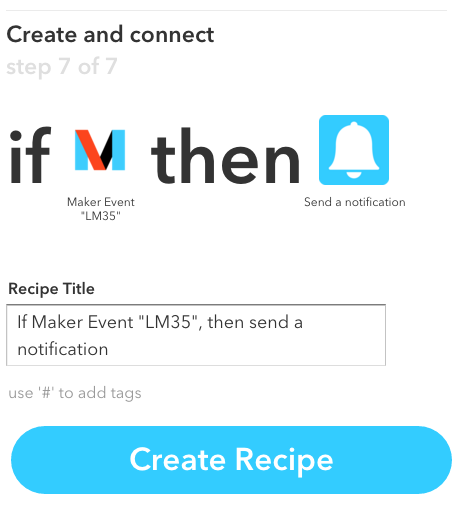 Create and connect
step 7 of 7
if then
Maker Event
"LM35"
Send a notification
Recipe Title
If Maker Event "LM35", then send a
notification
use '#' to add tags
Create Recipe